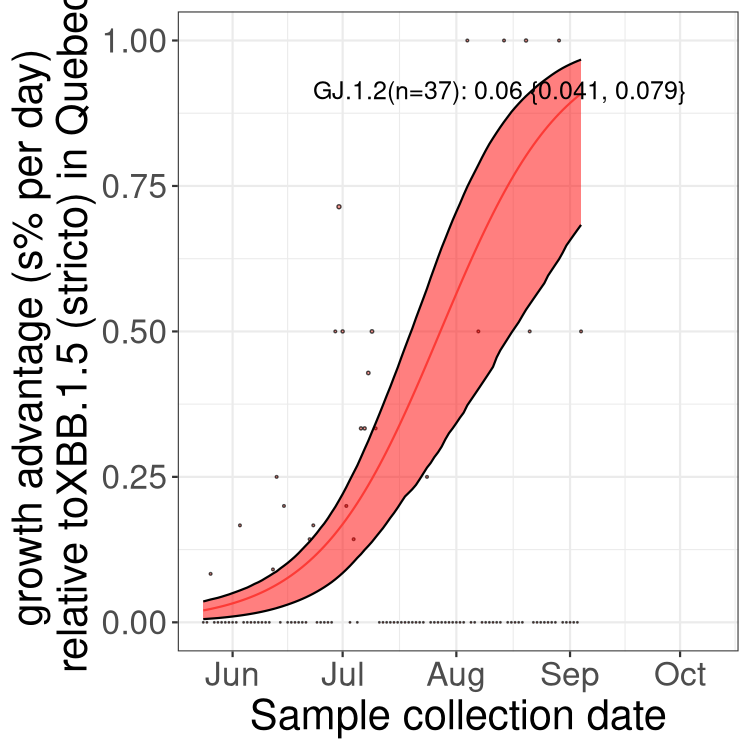 growth advantage (s% per day)
relative toXBB.1.5 (stricto) in Quebec
1.00
0.75
0.50
0.25
0.00
GJ.1.2(n=37): 0.06 {0.041, 0.079}
Jun Jul Aug Sep Oct
Sample collection date